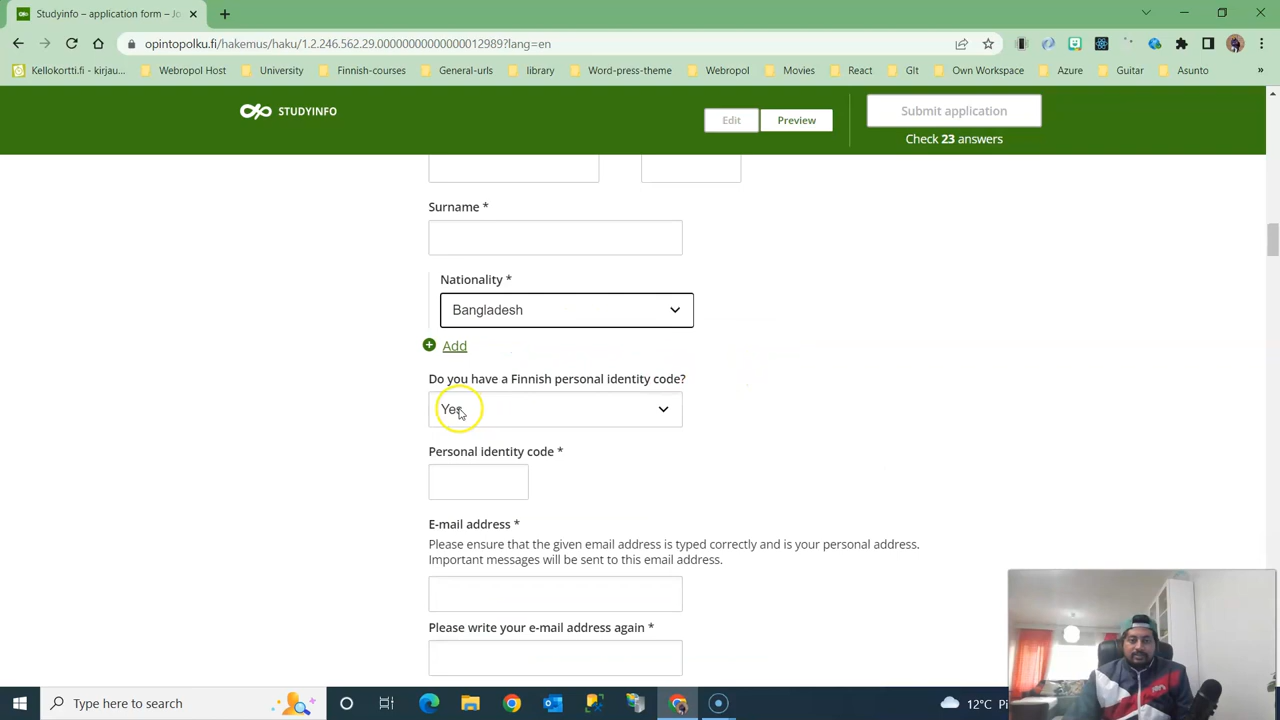 Studyinfo – application form – Jo
opintopolku.fi/hakemus/haku/1.2.246.562.29.00000000000000012989?lang=en
Kellokortti.fi - kirjau...
Webropol Host
University
Finnish-courses
General-urls
library
Word-press-theme
Webropol
Movies
React
GIt
Own Workspace
Azure
Guitar
Asunto
»
STUDYINFO
Edit
Preview
Submit application
Check 23 answers
Surname *
Nationality *
Bangladesh
Add
Do you have a Finnish personal identity code?
Yes
Personal identity code *
E-mail address *
Please ensure that the given email address is typed correctly and is your personal address.
Important messages will be sent to this email address.
Please write your e-mail address again *
Type here to search
12°C